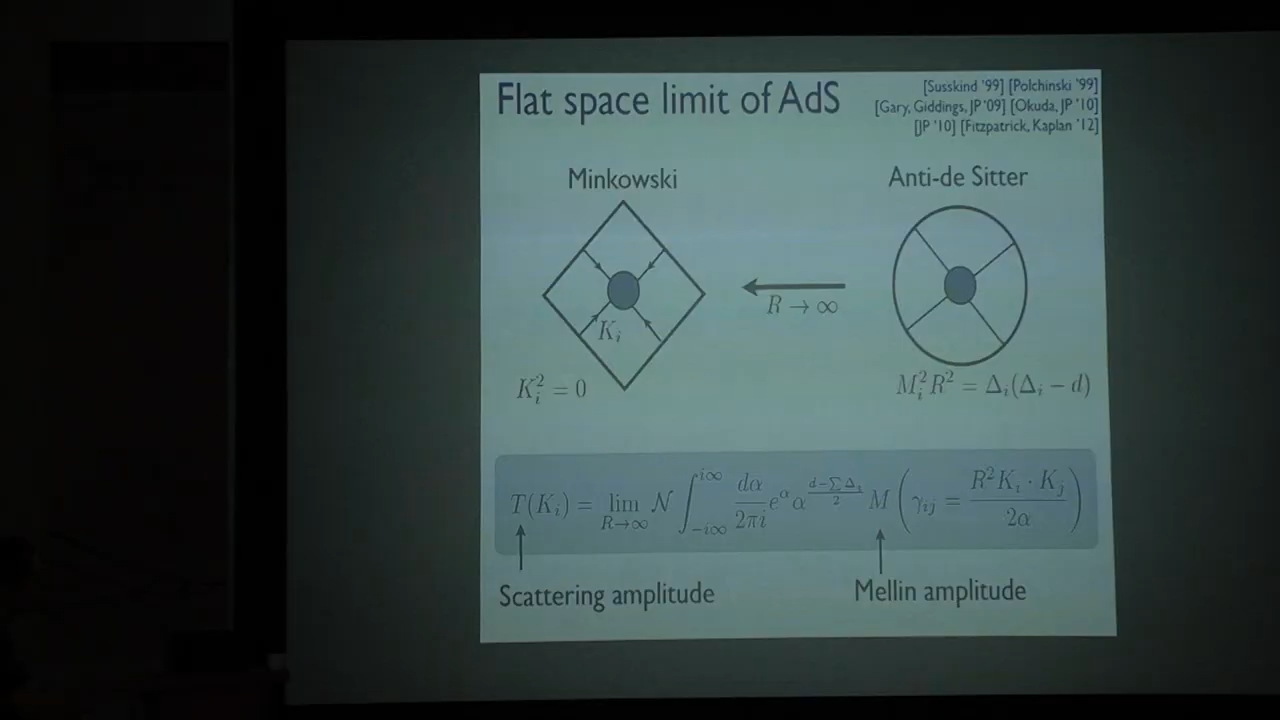 Flat space limit of AdS
[Susskind '99] [Polchinski '99]
[Gary, Giddings, JP '09] [Okuda, JP '10]
[JP '10] [Fitzpatrick, Kaplan '12]
Minkowski
Anti-de Sitter
K_i
R → ∞
K_i^2 = 0
M_i^2 R^2 = Δ_i(Δ_i − d)
T(K_i) = lim_{R→∞} 𝒩 ∫_{−i∞}^{i∞} dα/2πi e^α α^{(d−∑Δ_i)/2} M (γ_ij = R^2 K_i · K_j / 2α)
Scattering amplitude
Mellin amplitude